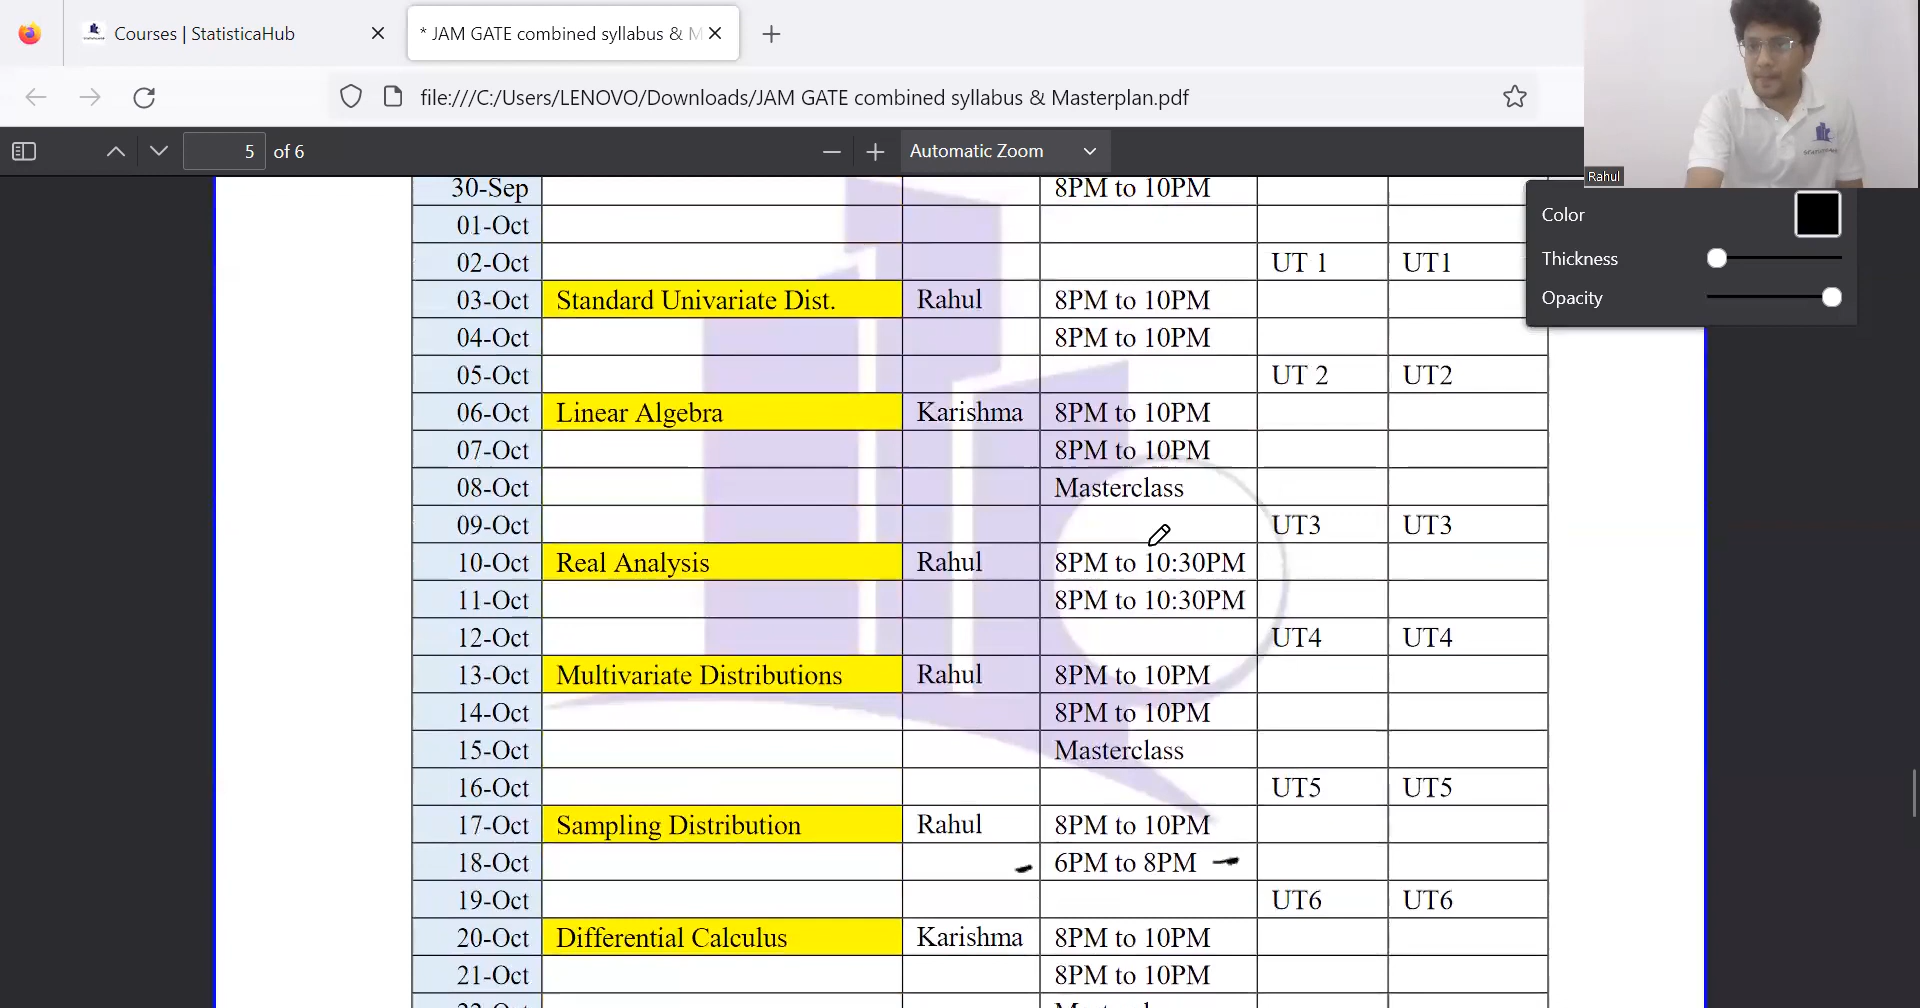 Courses | StatisticaHub
* JAM GATE combined syllabus & M
file:///C:/Users/LENOVO/Downloads/JAM GATE combined syllabus & Masterplan.pdf
5 of 6
Automatic Zoom
Rahul
Color
Thickness
Opacity
30-Sep 8PM to 10PM
01-Oct
02-Oct UT 1 UT1
03-Oct Standard Univariate Dist. Rahul 8PM to 10PM
04-Oct 8PM to 10PM
05-Oct UT 2 UT2
06-Oct Linear Algebra Karishma 8PM to 10PM
07-Oct 8PM to 10PM
08-Oct Masterclass
09-Oct UT3 UT3
10-Oct Real Analysis Rahul 8PM to 10:30PM
11-Oct 8PM to 10:30PM
12-Oct UT4 UT4
13-Oct Multivariate Distributions Rahul 8PM to 10PM
14-Oct 8PM to 10PM
15-Oct Masterclass
16-Oct UT5 UT5
17-Oct Sampling Distribution Rahul 8PM to 10PM
18-Oct 6PM to 8PM
19-Oct UT6 UT6
20-Oct Differential Calculus Karishma 8PM to 10PM
21-Oct 8PM to 10PM